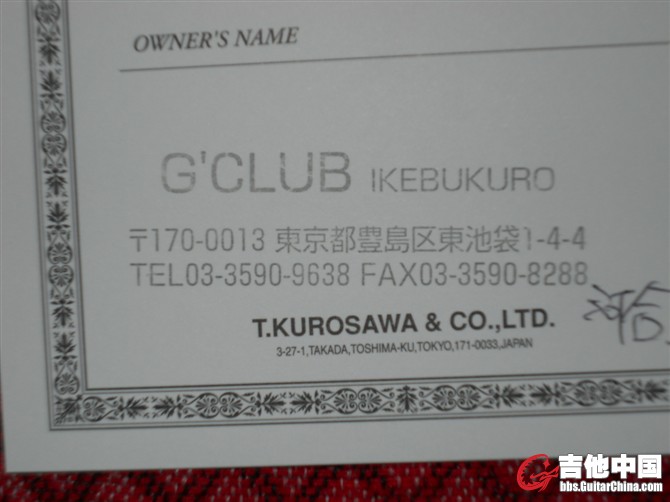 OWNER'S NAME
G'CLUB IKEBUKURO
〒170-0013 東京都豊島区東池袋1-4-4
TEL03-3590-9638 FAX03-3590-8288
T.KUROSAWA & CO.,LTD.
3-27-1,TAKADA,TOSHIMA-KU,TOKYO,171-0033,JAPAN
吉他中国
bbs.GuitarChina.com